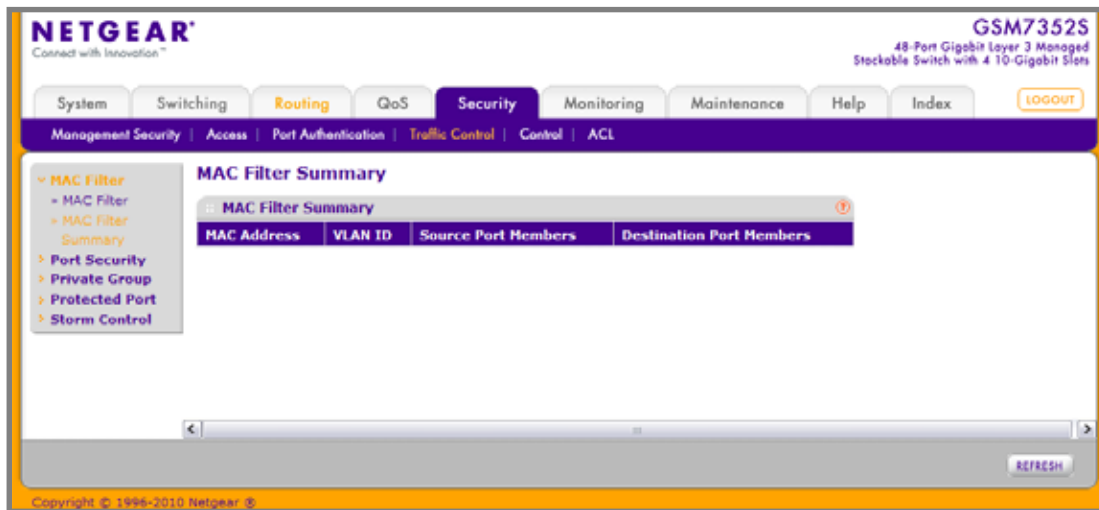 NETGEAR®
Connect with Innovation™
GSM7352S
48-Port Gigabit Layer 3 Managed
Stackable Switch with 4 10-Gigabit Slots
System Switching Routing QoS Security Monitoring Maintenance Help Index LOGOUT
Management Security | Access | Port Authentication | Traffic Control | Control | ACL
MAC Filter
» MAC Filter
» MAC Filter
Summary
Port Security
Private Group
Protected Port
Storm Control
MAC Filter Summary
MAC Filter Summary ?
MAC Address VLAN ID Source Port Members Destination Port Members
REFRESH
Copyright © 1996-2010 Netgear ®